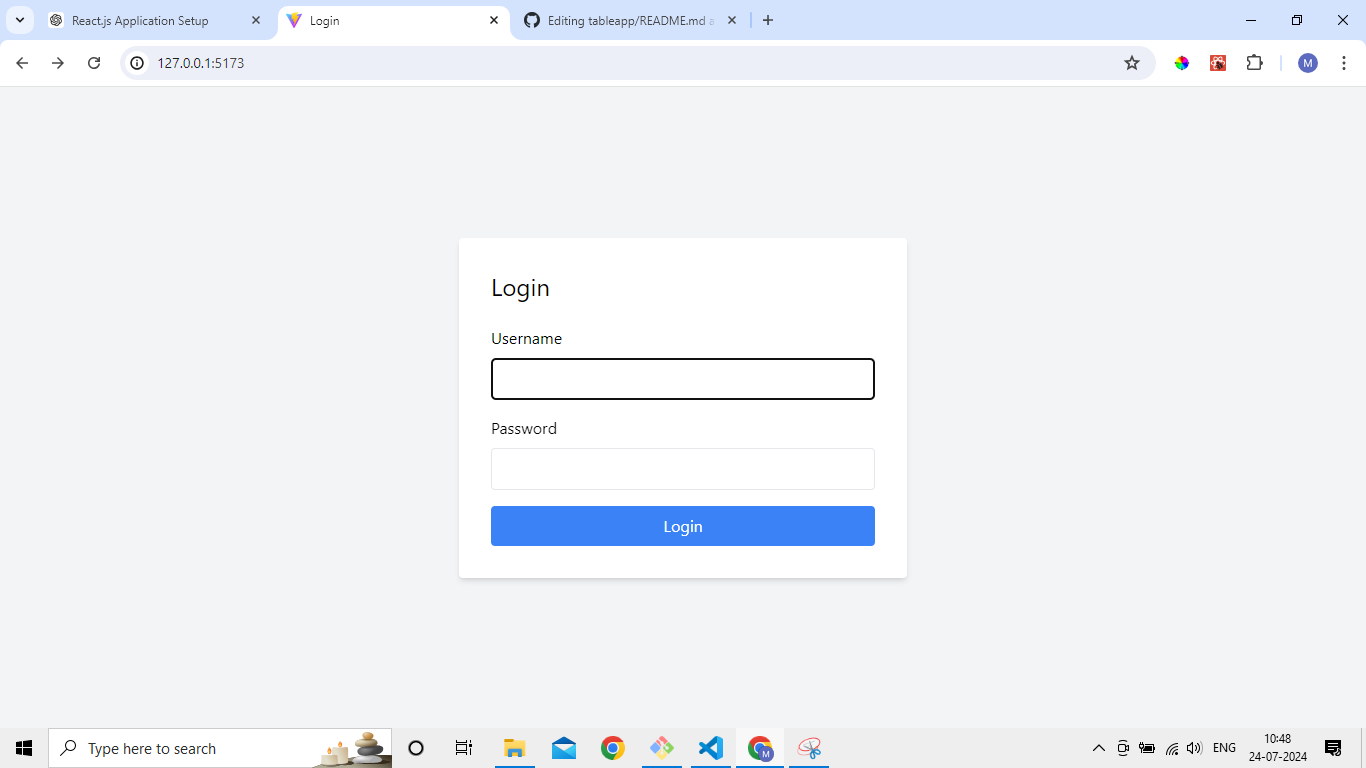 React.js Application Setup
Login
Editing tableapp/README.md a
127.0.0.1:5173
M
Login
Username
Password
Login
Type here to search
M
ENG
10:48
24-07-2024